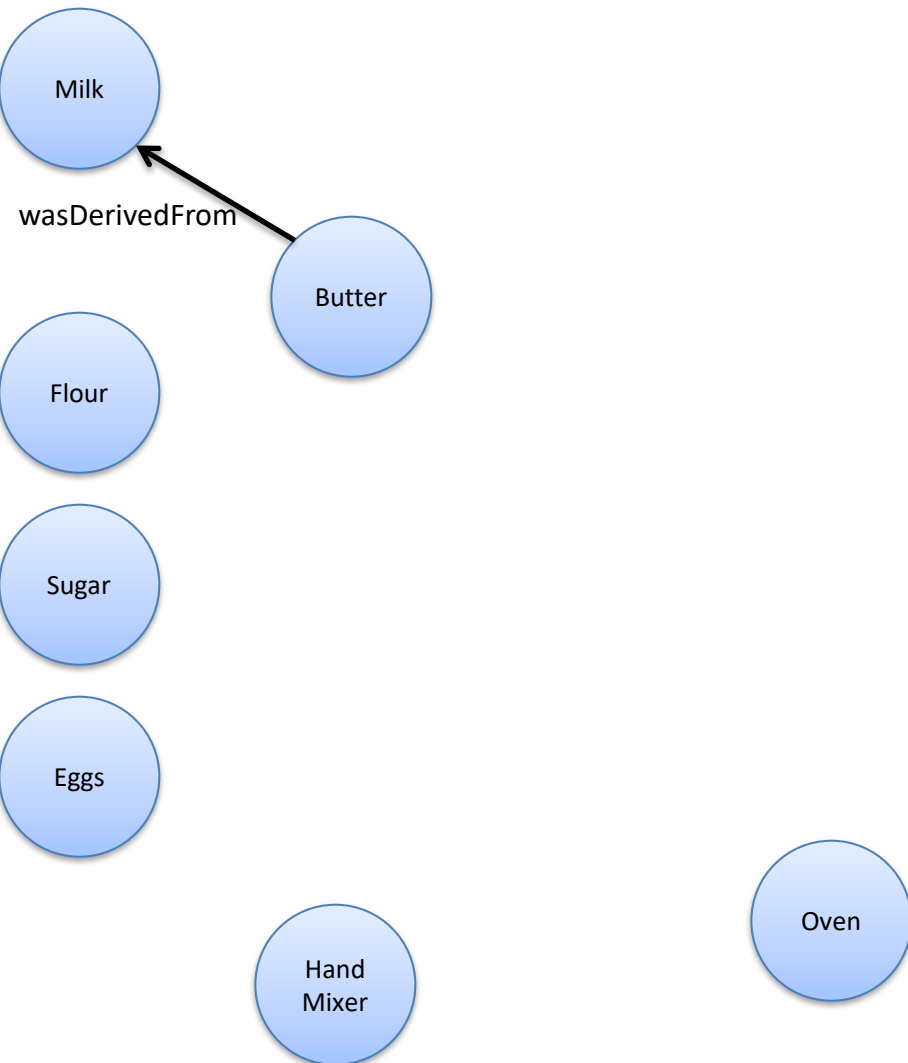 Milk
wasDerivedFrom
Butter
Flour
Sugar
Eggs
Oven
Hand
Mixer